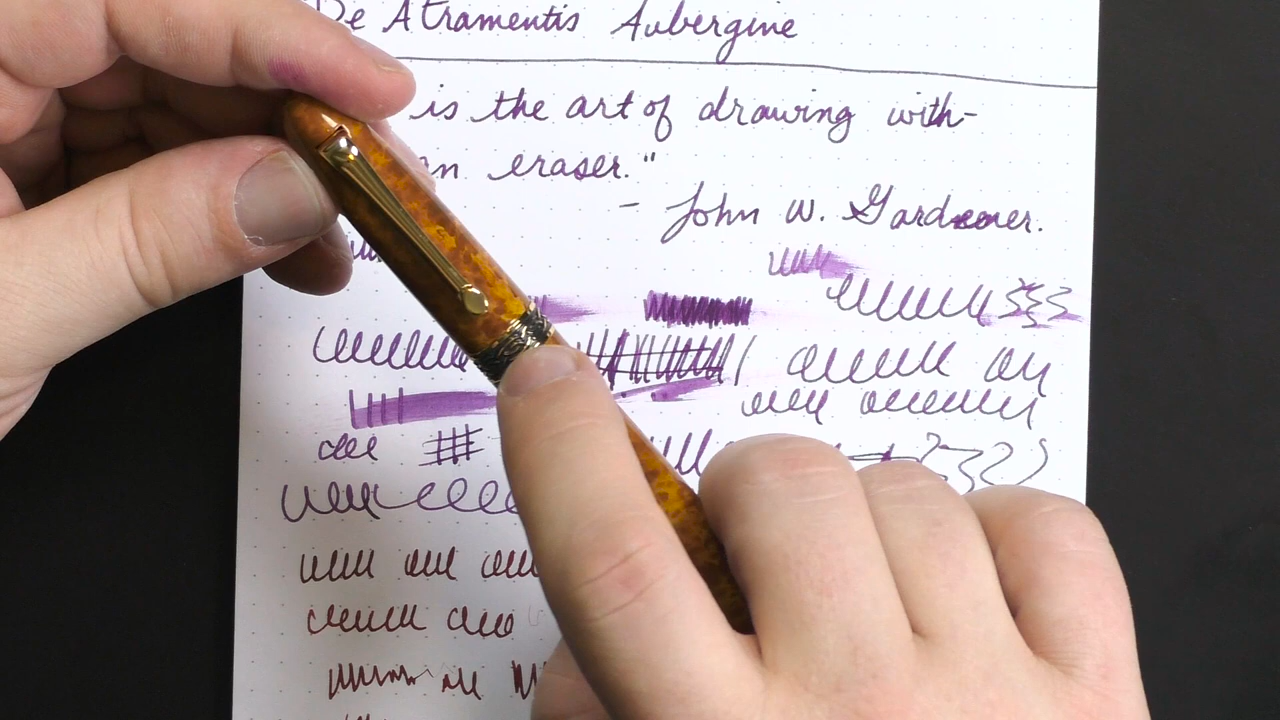 De Atramentis Aubergine
is the art of drawing with-
an eraser."
- John W. Gardener.